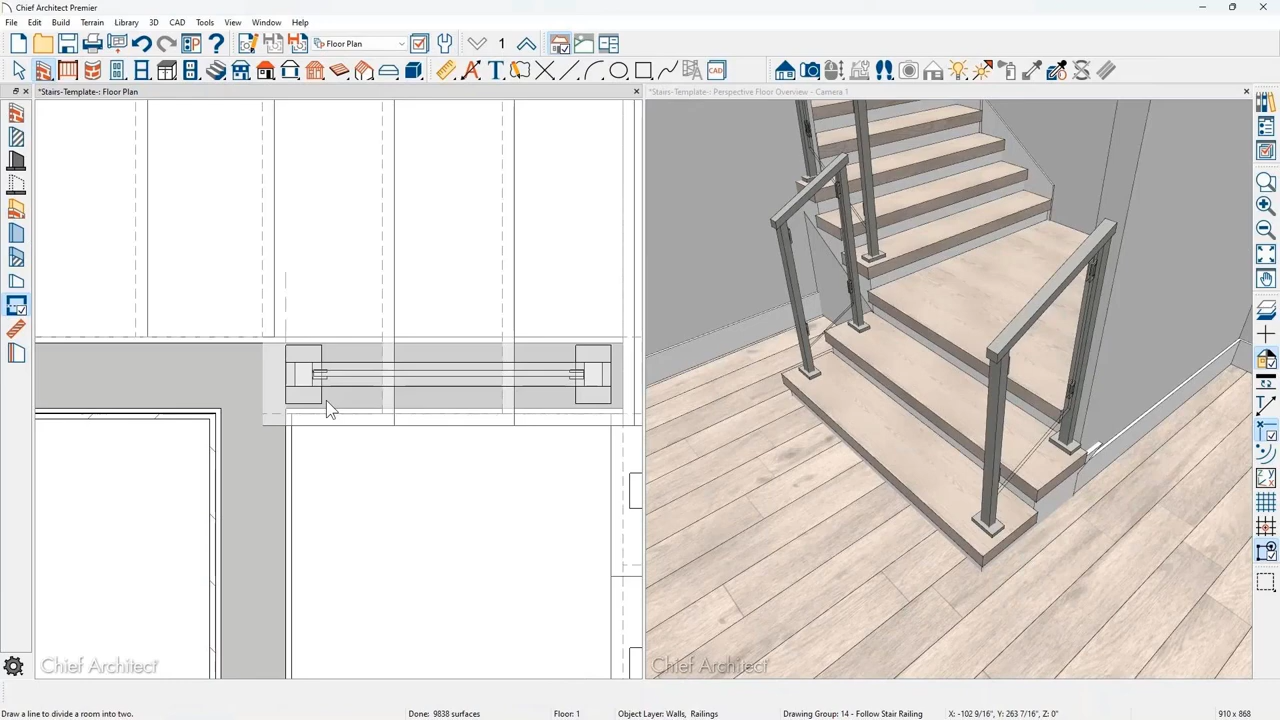 Chief Architect Premier
File Edit Build Terrain Library 3D CAD Tools View Window Help
Floor Plan 1
CAD
*Stairs-Template-: Floor Plan
*Stairs-Template-: Perspective Floor Overview - Camera 1
Chief Architect
Chief Architect
Draw a line to divide a room into two. Done: 9838 surfaces Floor: 1 Object Layer: Walls, Railings Drawing Group: 14 - Follow Stair Railing X: -102 9/16", Y: 263 7/16", Z: 0" 910 x 868